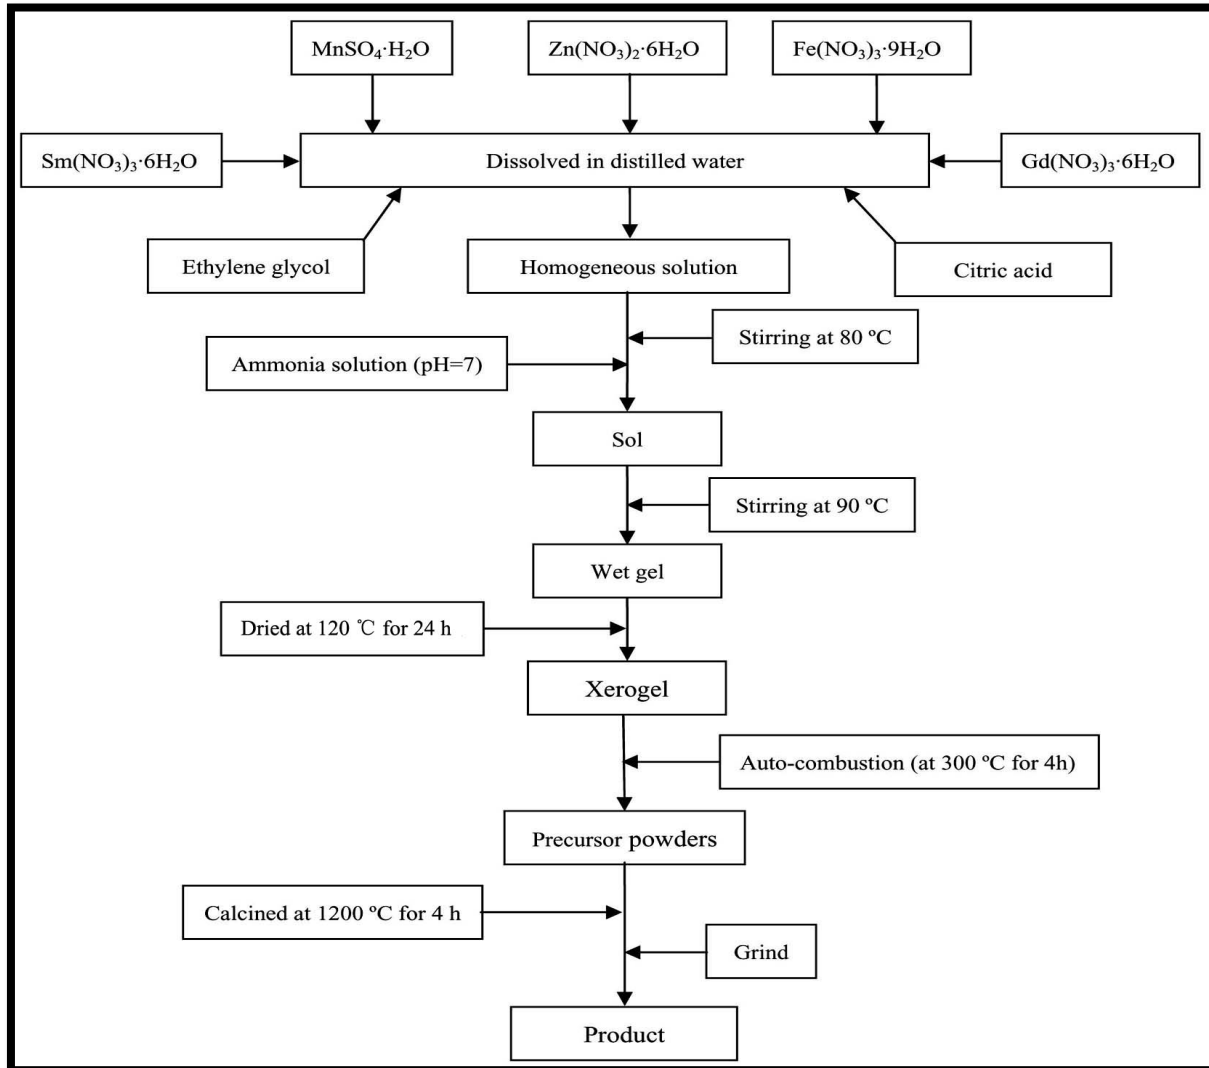 MnSO₄·H₂O
Zn(NO₃)₂·6H₂O
Fe(NO₃)₃·9H₂O
Sm(NO₃)₃·6H₂O
Dissolved in distilled water
Gd(NO₃)₃·6H₂O
Ethylene glycol
Homogeneous solution
Citric acid
Stirring at 80 ºC
Ammonia solution (pH=7)
Sol
Stirring at 90 ºC
Wet gel
Dried at 120 ℃ for 24 h
Xerogel
Auto-combustion (at 300 ºC for 4h)
Precursor powders
Calcined at 1200 ºC for 4 h
Grind
Product